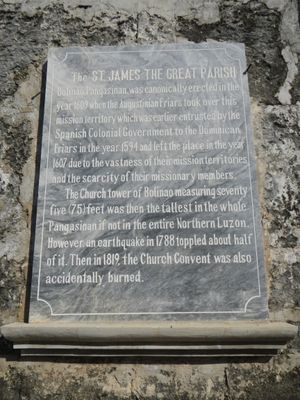 The ST. JAMES THE GREAT PARISH
Bolinao, Pangasinan, was canonically erected in the
year 1609 when the Augustinian Friars took over this
mission territory which was earlier entrusted by the
Spanish Colonial Government to the Dominican
Friars in the year 1594 and left the place in the year
1607 due to the vastness of their mission territories
and the scarcity of their missionary members.
The Church tower of Bolinao measuring seventy
five (75) feet was then the tallest in the whole
Pangasinan if not in the entire Northern Luzon.
However, an earthquake in 1788 toppled about half
of it. Then in 1819, the Church Convent was also
accidentally burned.